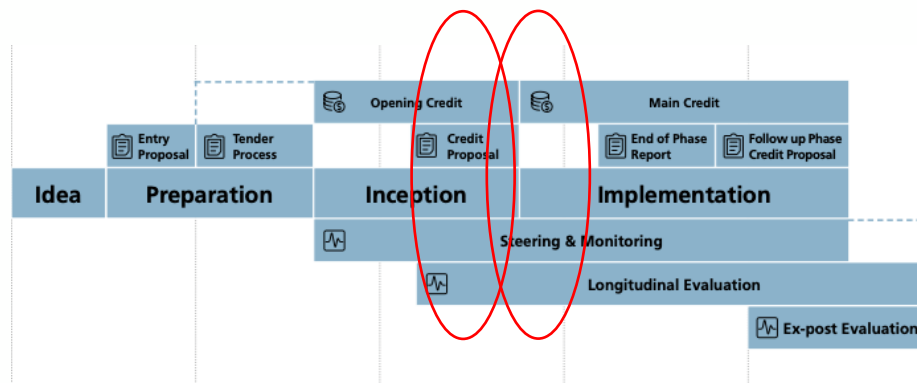 Opening Credit
Main Credit
Entry
Proposal
Tender
Process
Credit
Proposal
End of Phase
Report
Follow up Phase
Credit Proposal
Idea
Preparation
Inception
Implementation
Steering & Monitoring
Longitudinal Evaluation
Ex-post Evaluation